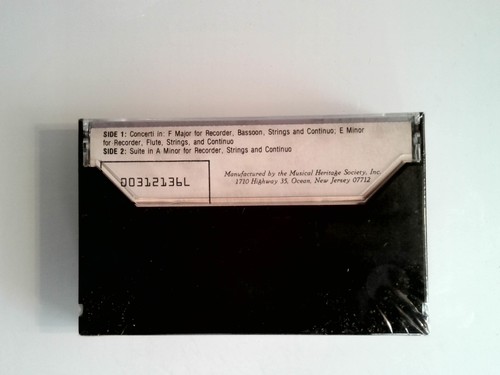 SIDE 1: Concerti in: F Major for Recorder, Bassoon, Strings and Continuo; E Minor
for Recorder, Flute, Strings, and Continuo
SIDE 2: Suite in A Minor for Recorder, Strings and Continuo
00312136L
Manufactured by the Musical Heritage Society, Inc.
1710 Highway 35, Ocean, New Jersey 07712